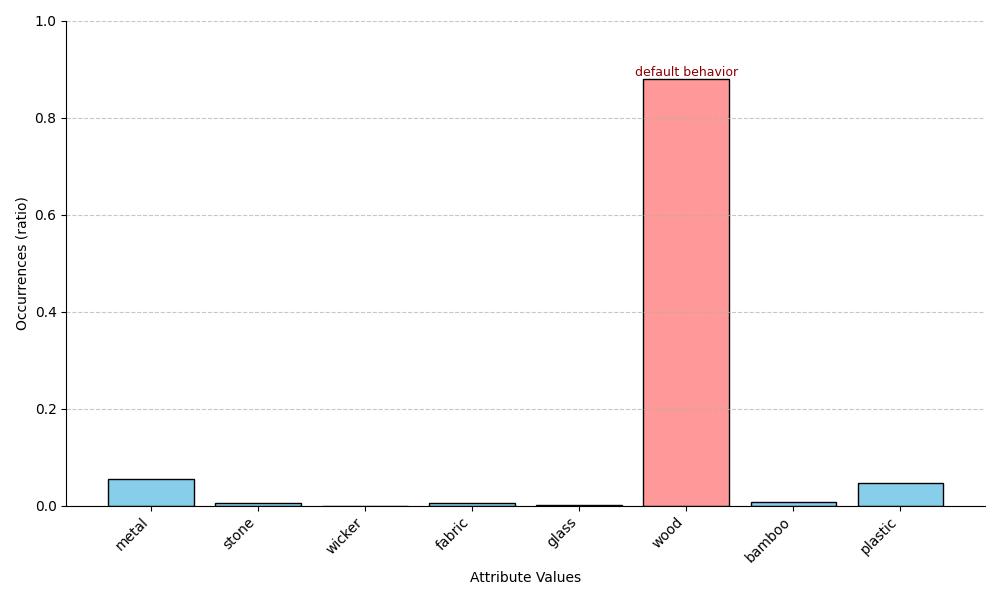 1.0
default behavior
0.8
0.6
0.4
0.2
0.0
Occurrences (ratio)
metal
stone
wicker
fabric
glass
wood
bamboo
plastic
Attribute Values